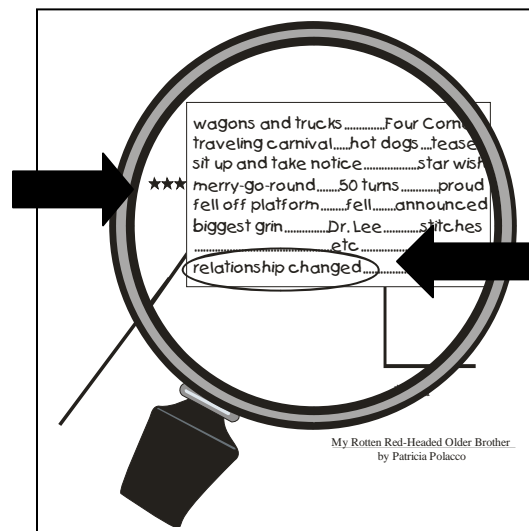 wagons and trucks..............Four Corn
traveling carnival.....hot dogs...tease
sit up and take notice..................star wish
★★★ merry-go-round.......50 turns............proud
fell off platform.......fell......announced
biggest grin..............Dr. Lee...........stitches
...............................................etc...................
relationship changed............
My Rotten Red-Headed Older Brother
by Patricia Polacco